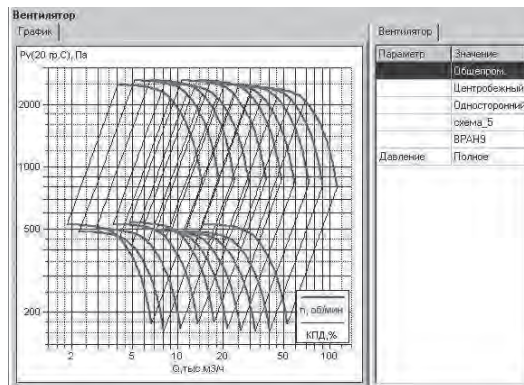 Вентилятор
График
Pv(20 гр.С), Па
2000
1000
500
200
2 5 10 20 50 100
Q,тыс м3/ч
n, об/мин
КПД,%
Вентилятор
Параметр Значение
Общепром.
Центробежный
Односторонний
схема_5
ВРАН9
Давление Полное